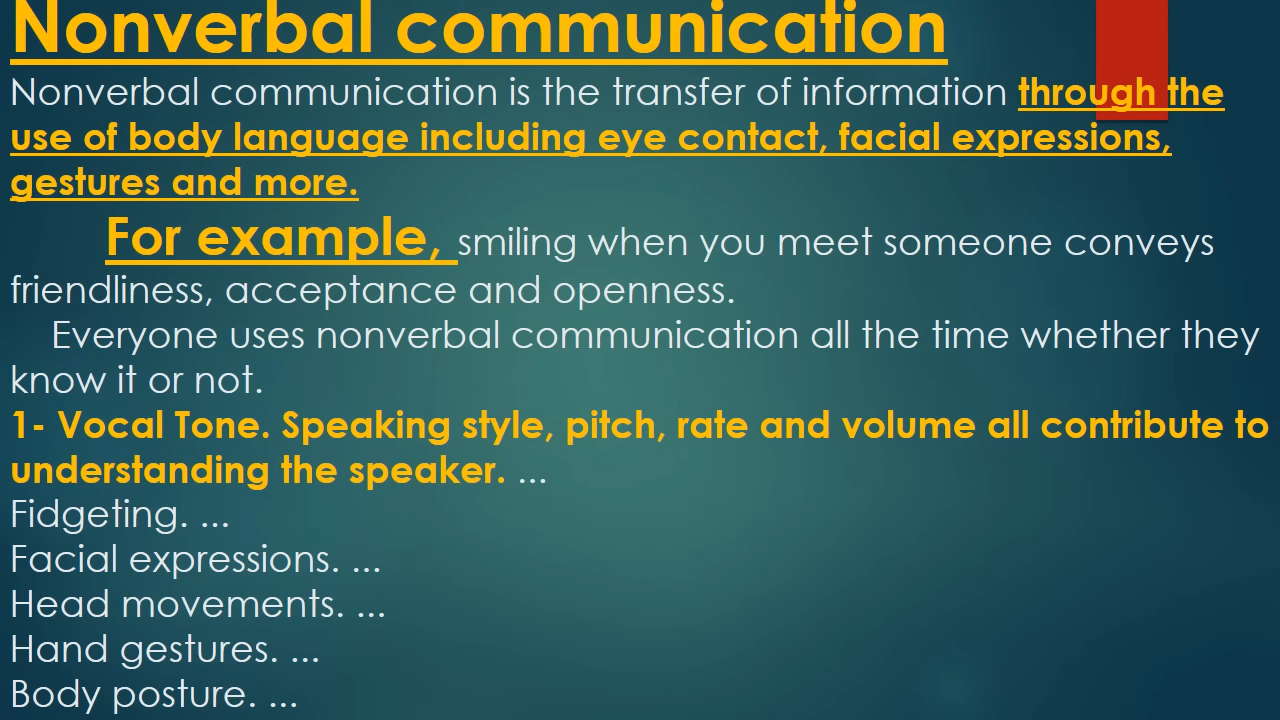 Nonverbal communication
Nonverbal communication is the transfer of information through the
use of body language including eye contact, facial expressions,
gestures and more.
For example, smiling when you meet someone conveys
friendliness, acceptance and openness.
Everyone uses nonverbal communication all the time whether they
know it or not.
1- Vocal Tone. Speaking style, pitch, rate and volume all contribute to
understanding the speaker. ...
Fidgeting. ...
Facial expressions. ...
Head movements. ...
Hand gestures. ...
Body posture. ...